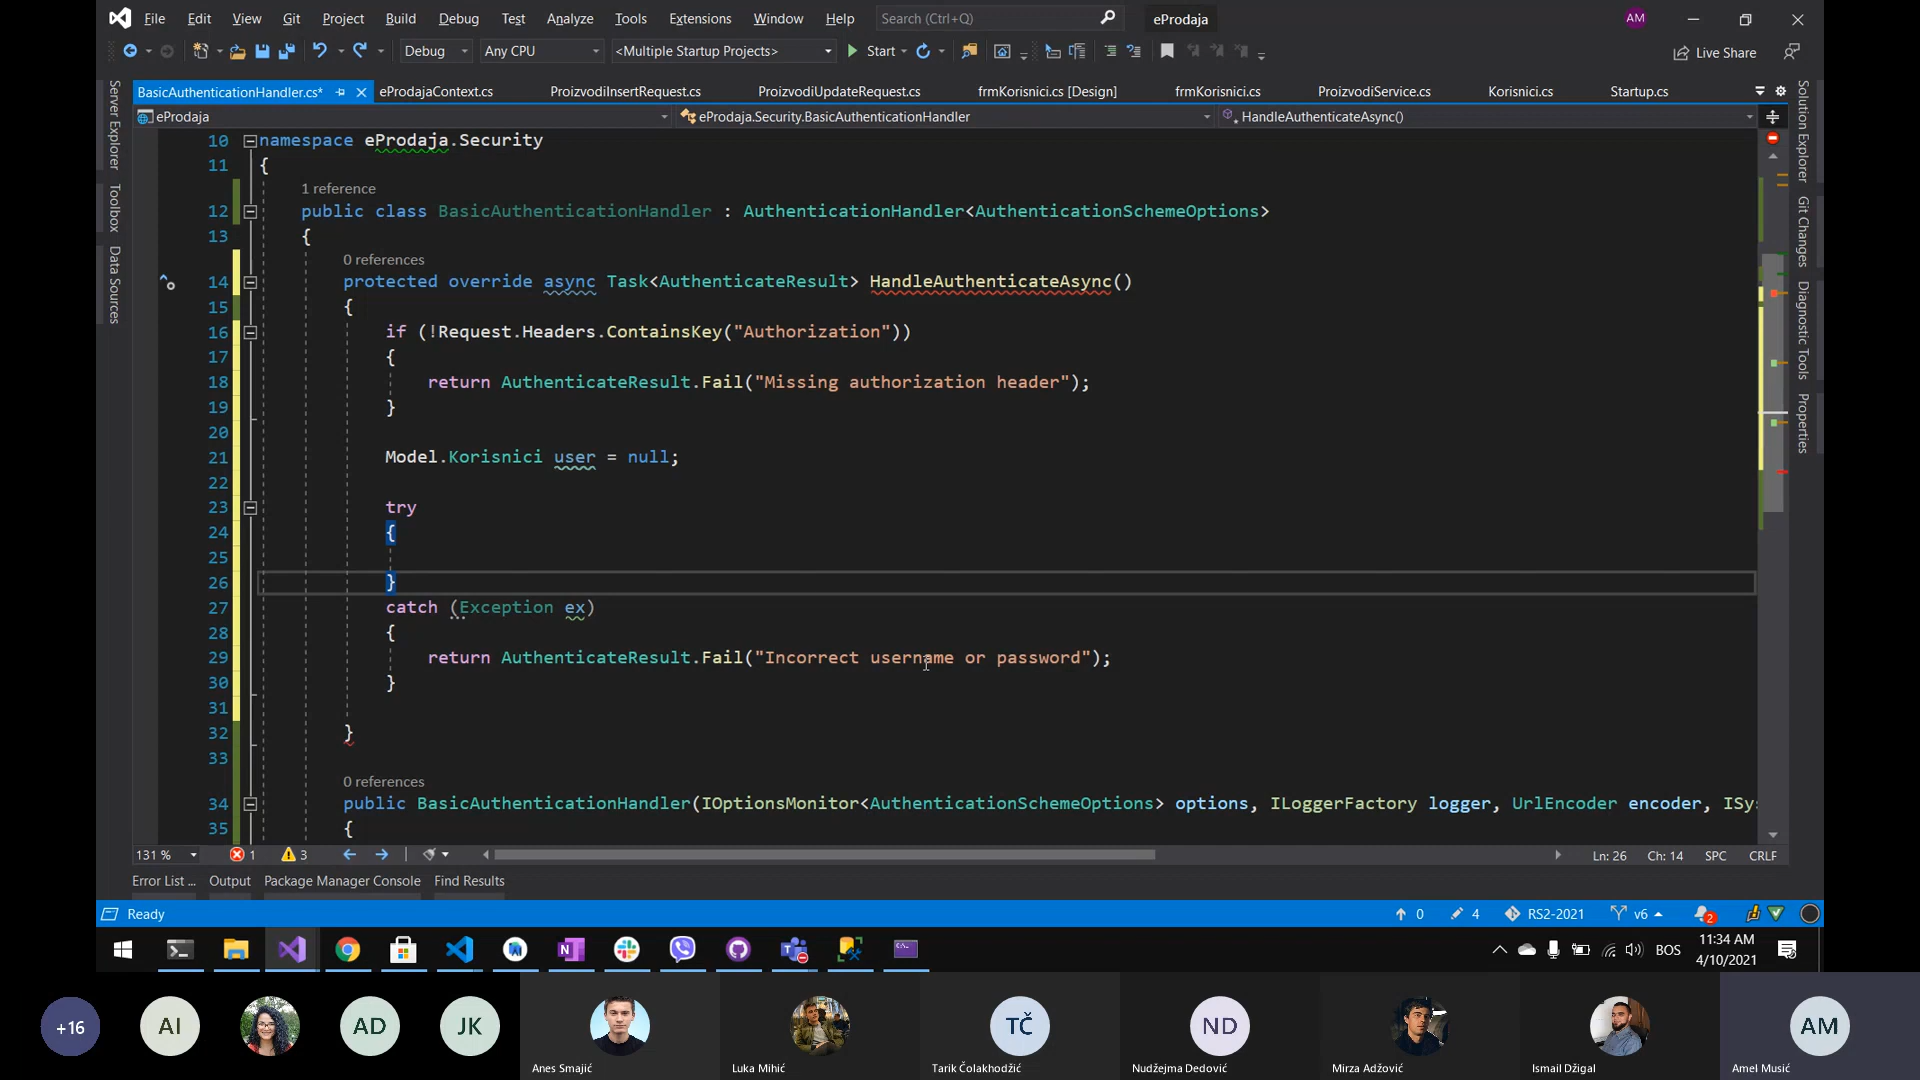 File Edit View Git Project Build Debug Test Analyze Tools Extensions Window Help Search (Ctrl+Q) eProdaja AM
Debug Any CPU <Multiple Startup Projects> Start Live Share
BasicAuthenticationHandler.cs* eProdajaContext.cs ProizvodiInsertRequest.cs ProizvodiUpdateRequest.cs frmKorisnici.cs [Design] frmKorisnici.cs ProizvodiService.cs Korisnici.cs Startup.cs
eProdaja eProdaja.Security.BasicAuthenticationHandler HandleAuthenticateAsync()
Server Explorer
Toolbox
Data Sources
10 namespace eProdaja.Security
11 {
1 reference
12 public class BasicAuthenticationHandler : AuthenticationHandler<AuthenticationSchemeOptions>
13 {
0 references
14 protected override async Task<AuthenticateResult> HandleAuthenticateAsync()
15 {
16 if (!Request.Headers.ContainsKey("Authorization"))
17 {
18 return AuthenticateResult.Fail("Missing authorization header");
19 }
20
21 Model.Korisnici user = null;
22
23 try
24 {
25
26 }
27 catch (Exception ex)
28 {
29 return AuthenticateResult.Fail("Incorrect username or password");
30 }
31
32 }
33
0 references
34 public BasicAuthenticationHandler(IOptionsMonitor<AuthenticationSchemeOptions> options, ILoggerFactory logger, UrlEncoder encoder, ISy
35 {
Solution Explorer
Git Changes
Diagnostic Tools
Properties
131 % 1 3 Ln: 26 Ch: 14 SPC CRLF
Error List ... Output Package Manager Console Find Results
Ready 0 4 RS2-2021 v6 2
BOS 11:34 AM
4/10/2021
+16 AI AD JK TČ ND AM
Anes Smajić Luka Mihić Tarik Čolakhodžić Nudžejma Dedović Mirza Adžović Ismail Džigal Amel Musić